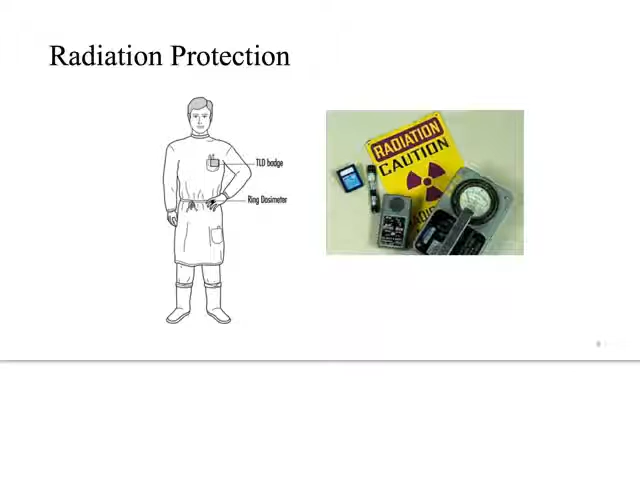 Radiation Protection
TLD badge
Ring Dosimeter
RADIATION
CAUTION